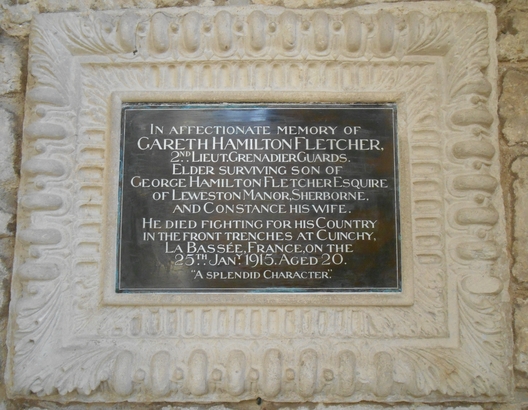 IN AFFECTIONATE MEMORY OF
GARETH HAMILTON FLETCHER,
2ND LIEUT. GRENADIER GUARDS.
ELDER SURVIVING SON OF
GEORGE HAMILTON FLETCHER ESQUIRE
OF LEWESTON MANOR, SHERBORNE,
AND CONSTANCE HIS WIFE.
HE DIED FIGHTING FOR HIS COUNTRY
IN THE FRONT TRENCHES AT CUINCHY,
LA BASSÉE, FRANCE, ON THE
25TH. JANY. 1915. AGED 20.
"A SPLENDID CHARACTER".